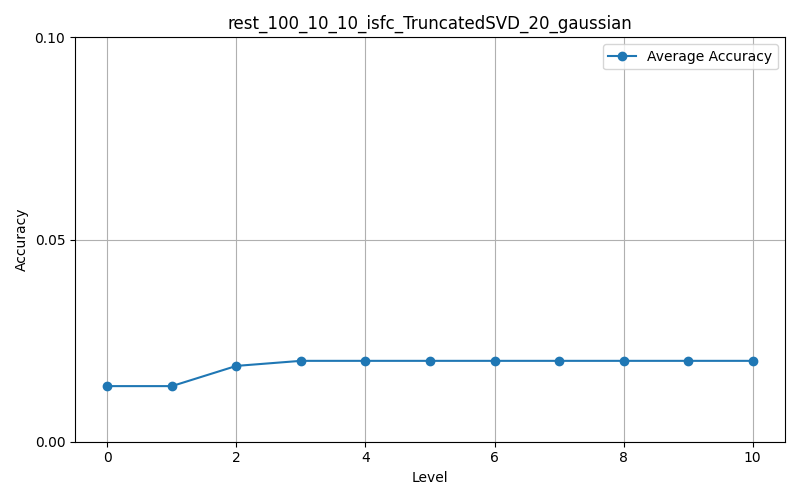 rest_100_10_10_isfc_TruncatedSVD_20_gaussian
Average Accuracy
0.10
0.05
0.00
Accuracy
0 2 4 6 8 10
Level